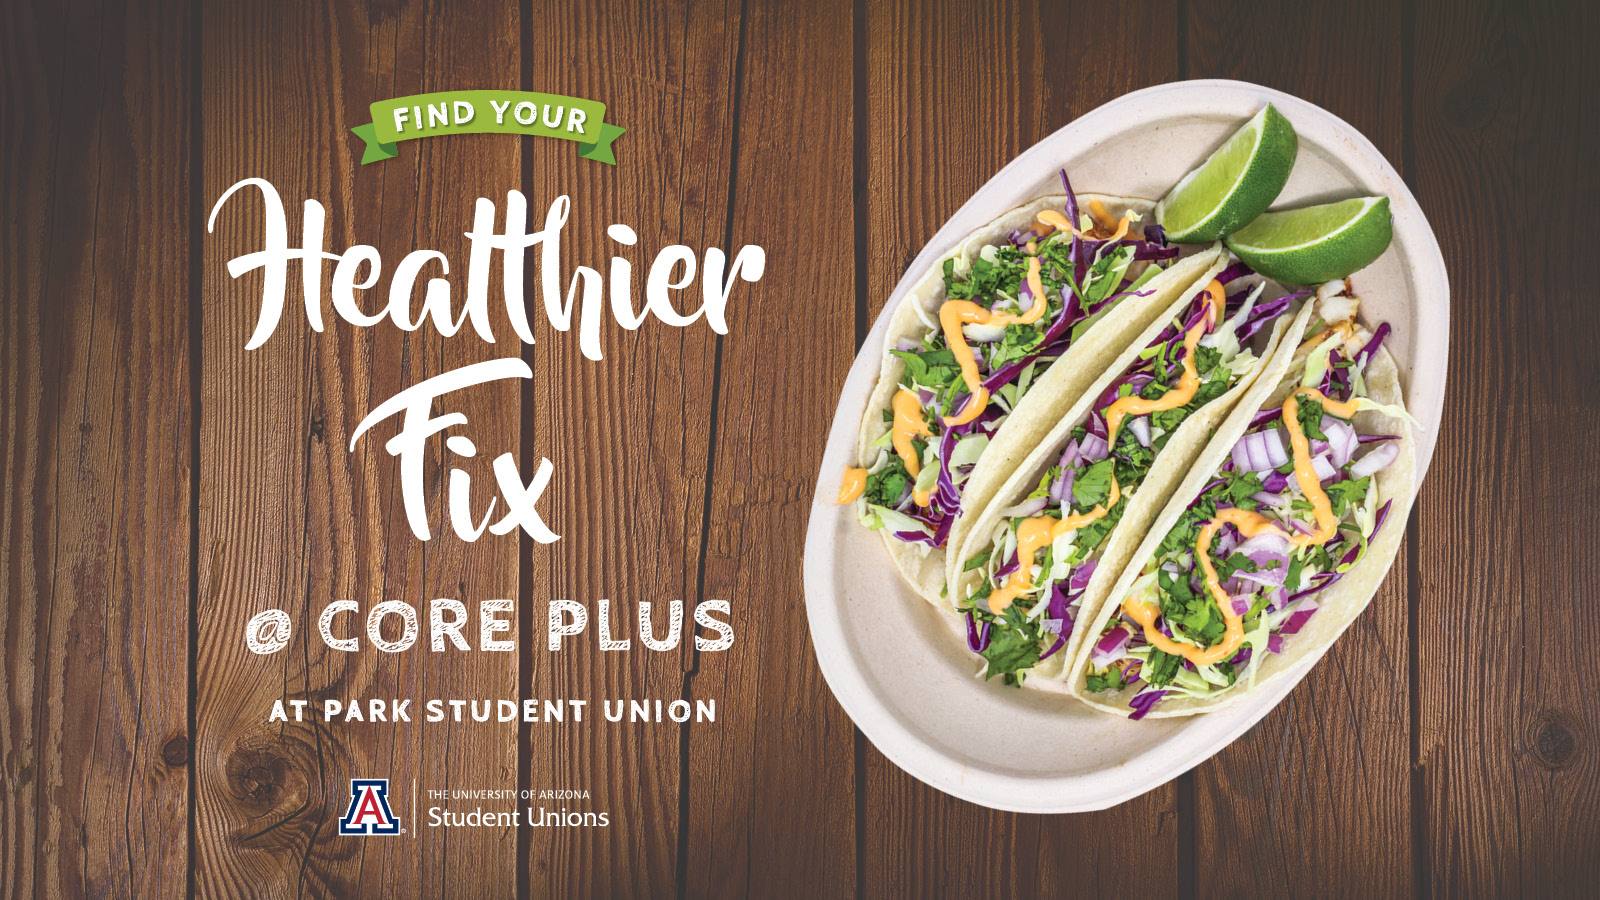 FIND YOUR
Healthier
Fix
@ CORE PLUS
AT PARK STUDENT UNION
A
THE UNIVERSITY OF ARIZONA
Student Unions